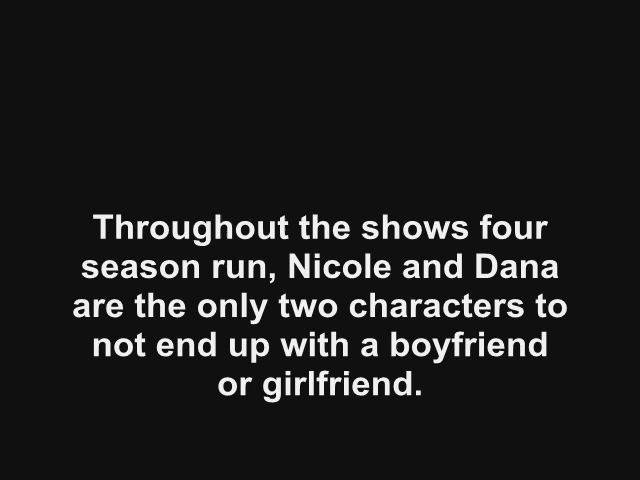 Throughout the shows four
season run, Nicole and Dana
are the only two characters to
not end up with a boyfriend
or girlfriend.